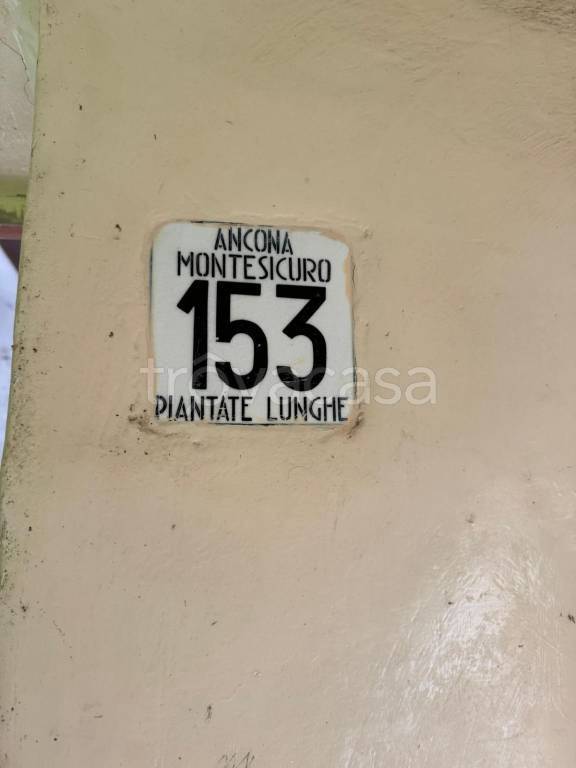 ANCONA
MONTESICURO
153
trovacasa
PIANTATE LUNGHE